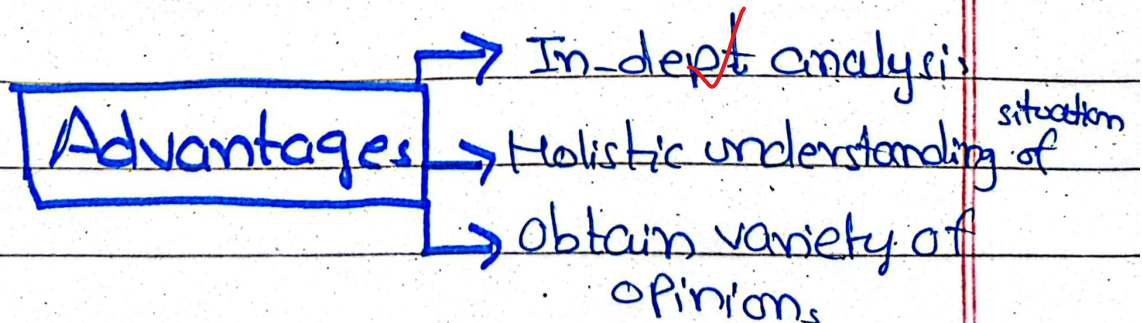 In-dept analysis
situation
Advantages
Holistic understanding of
Obtain variety of
opinions